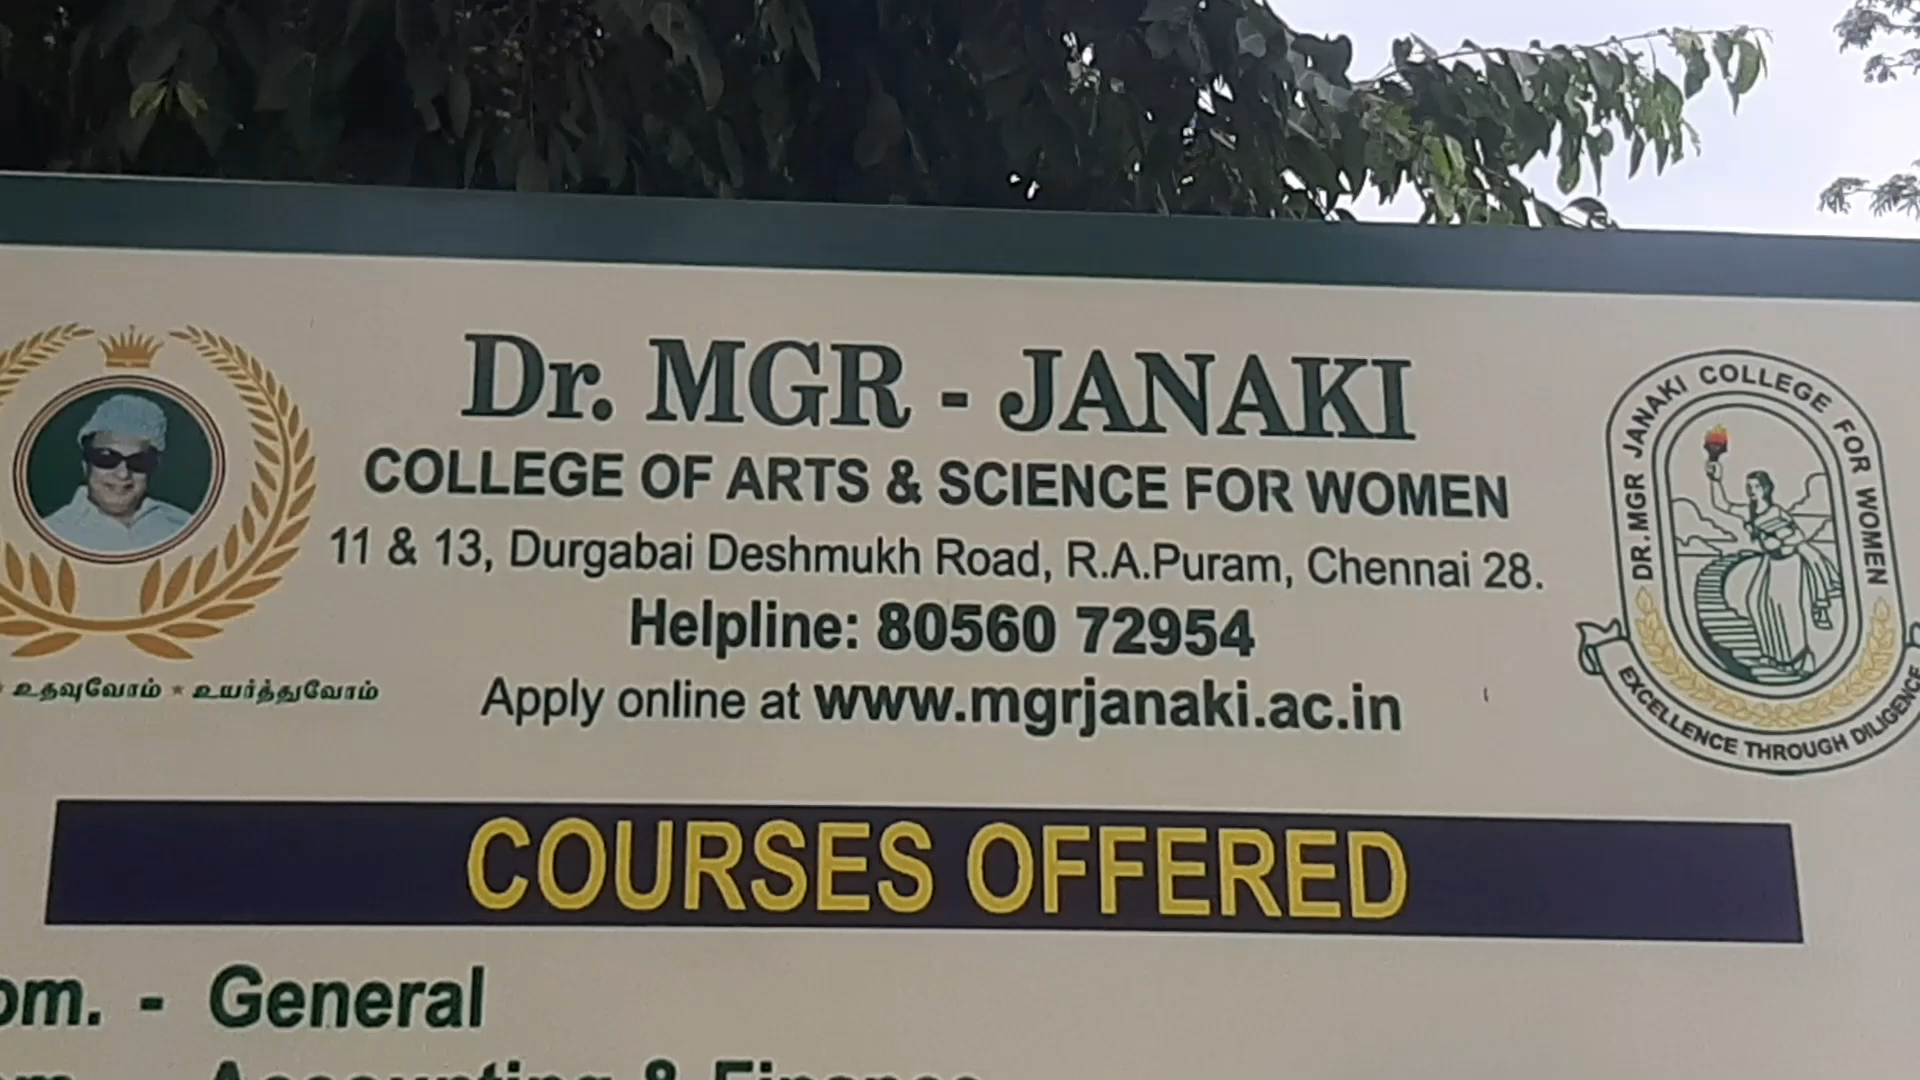 Dr. MGR - JANAKI
COLLEGE OF ARTS & SCIENCE FOR WOMEN
11 & 13, Durgabai Deshmukh Road, R.A.Puram, Chennai 28.
Helpline: 80560 72954
Apply online at www.mgrjanaki.ac.in
உதவுவோம் * உயர்த்துவோம்
DR.MGR JANAKI COLLEGE FOR WOMEN
EXCELLENCE THROUGH DILIGENCE
COURSES OFFERED
om. - General
om. - Accounting & Finance